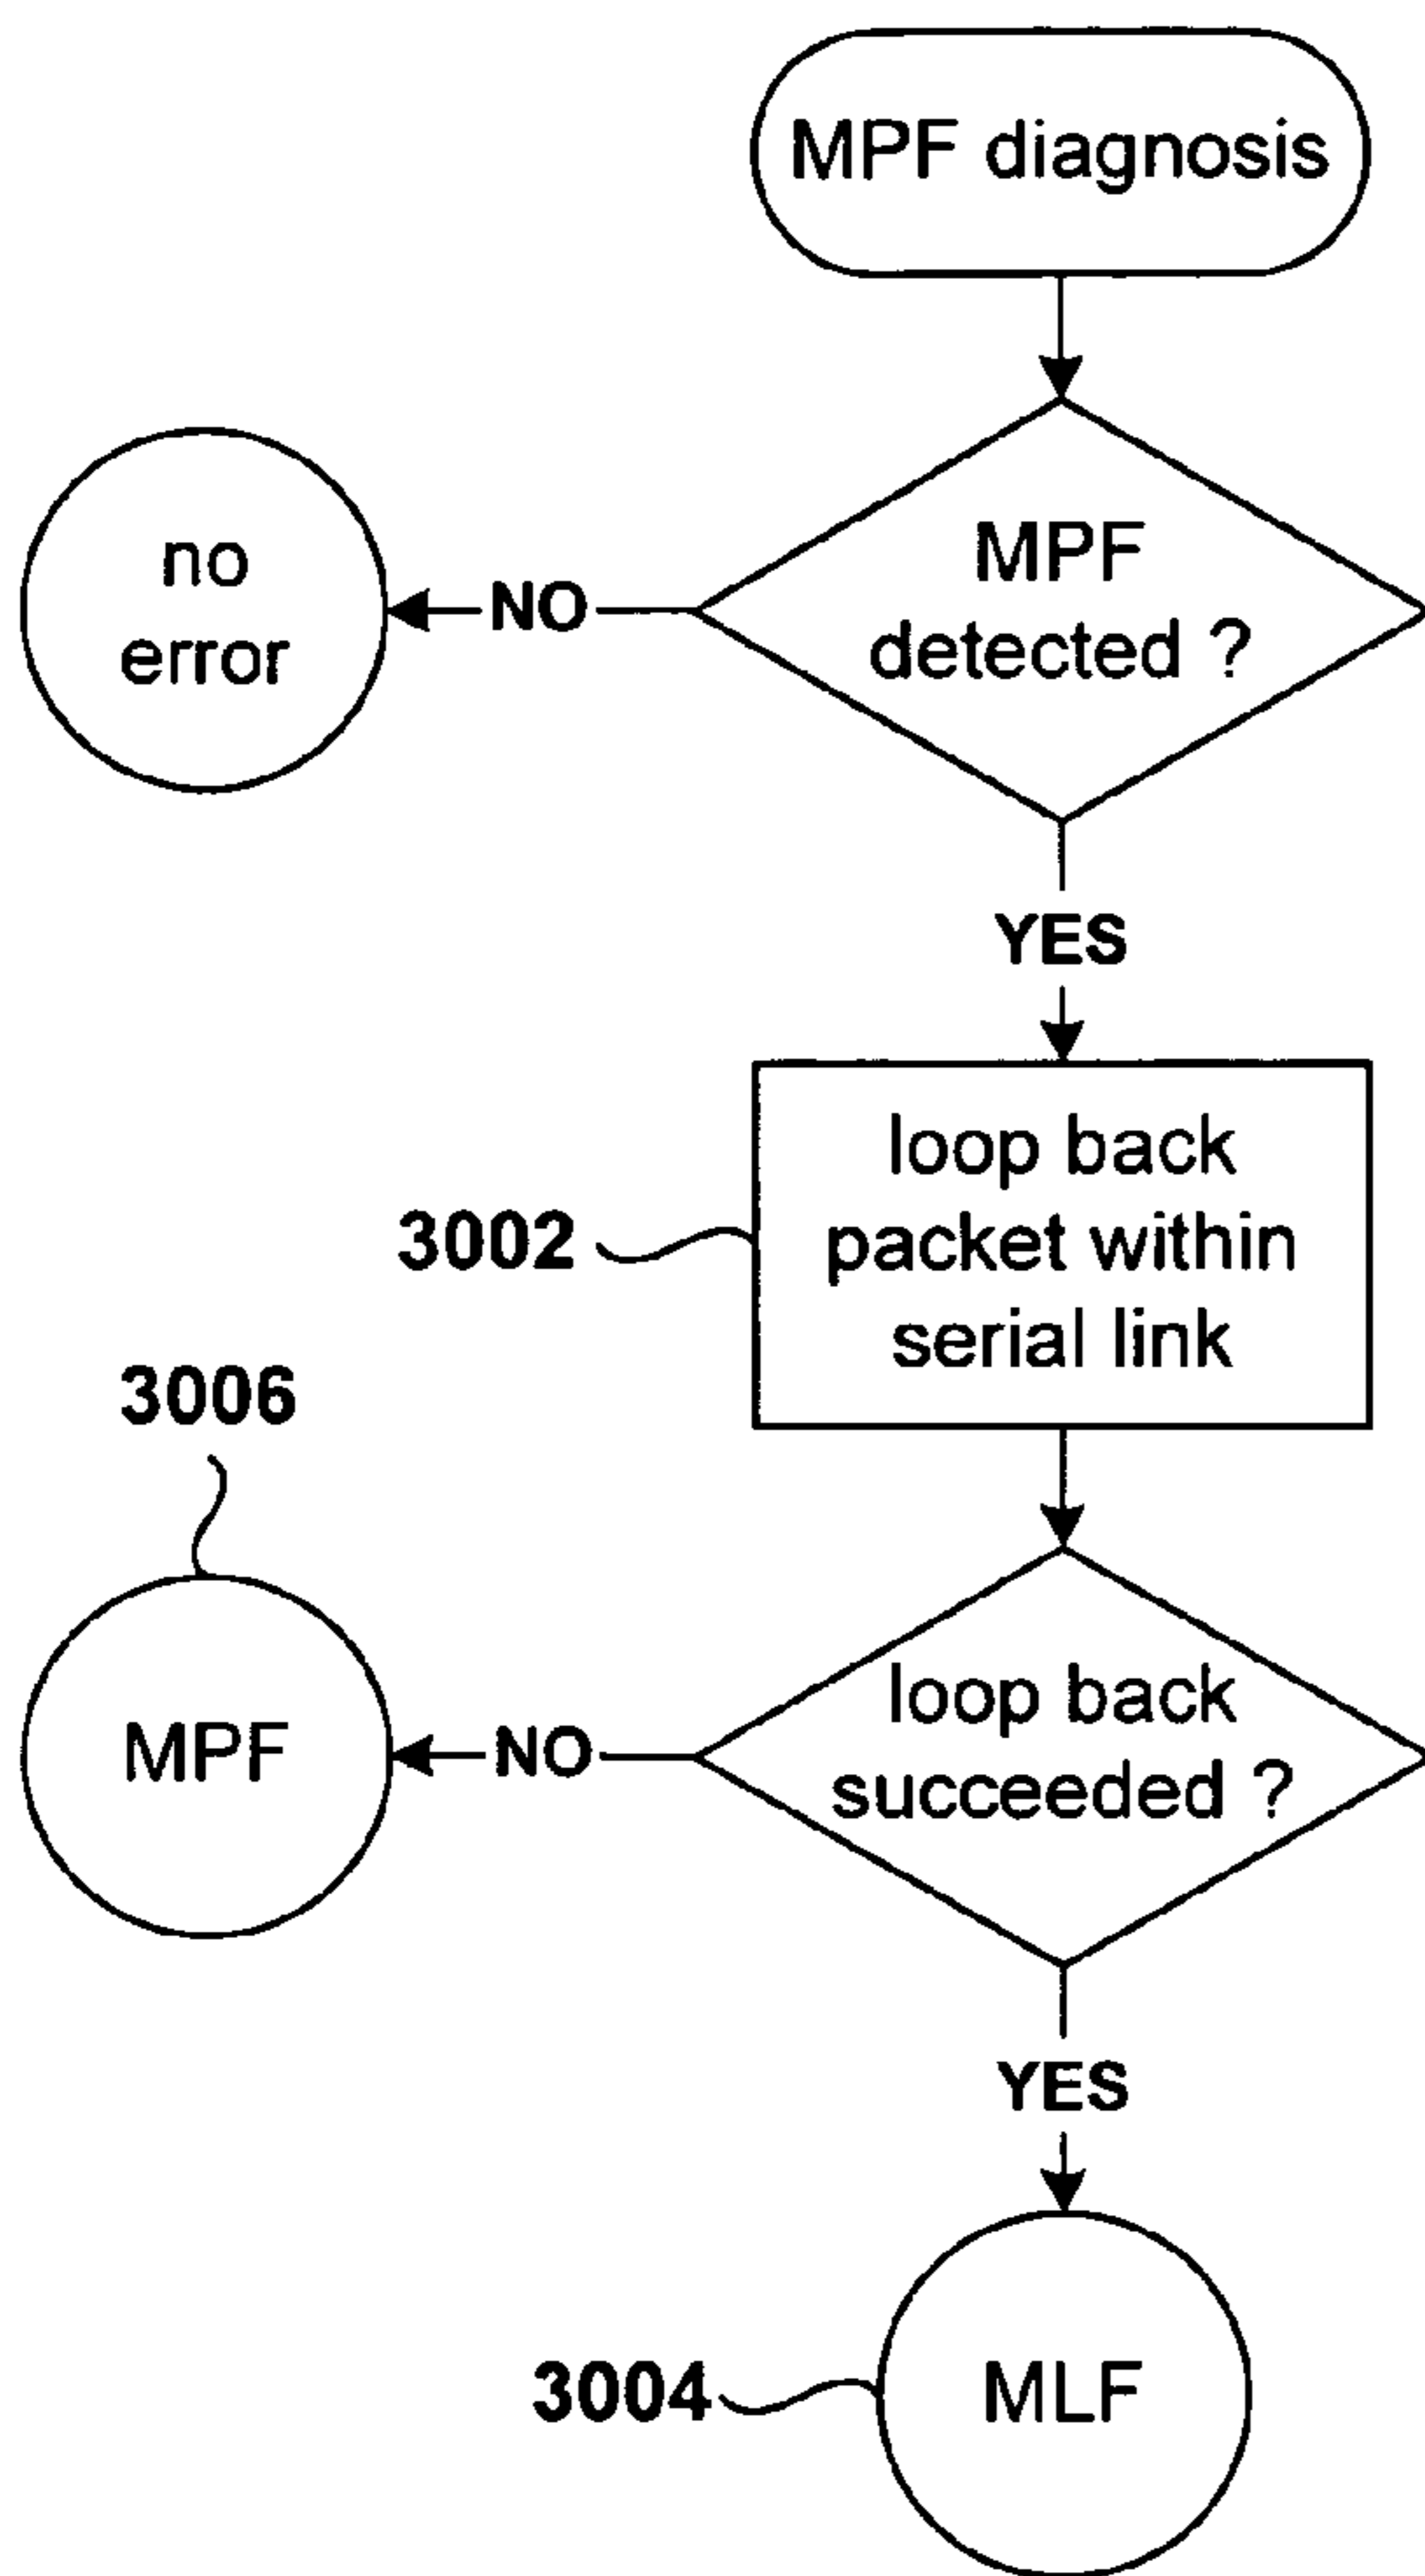 MPF diagnosis
MPF
detected ?
NO
no
error
YES
loop back
packet within
serial link
3002
loop back
succeeded ?
NO
3006
MPF
YES
MLF
3004